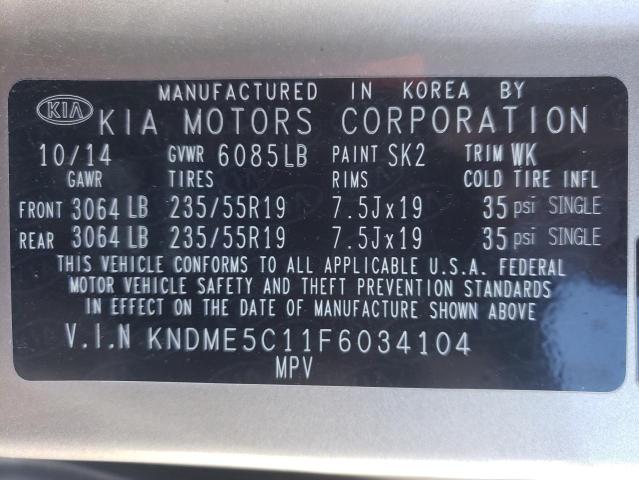 MANUFACTURED IN KOREA BY
KIA KIA MOTORS CORPORATION
10/14 GVWR 6085LB PAINT SK2 TRIM WK
GAWR TIRES RIMS COLD TIRE INFL
FRONT 3064 LB 235/55R19 7.5Jx19 35 psi SINGLE
REAR 3064 LB 235/55R19 7.5Jx19 35 psi SINGLE
THIS VEHICLE CONFORMS TO ALL APPLICABLE U.S.A. FEDERAL
MOTOR VEHICLE SAFETY AND THEFT PREVENTION STANDARDS
IN EFFECT ON THE DATE OF MANUFACTURE SHOWN ABOVE
V.I.N KNDME5C11F6034104
MPV